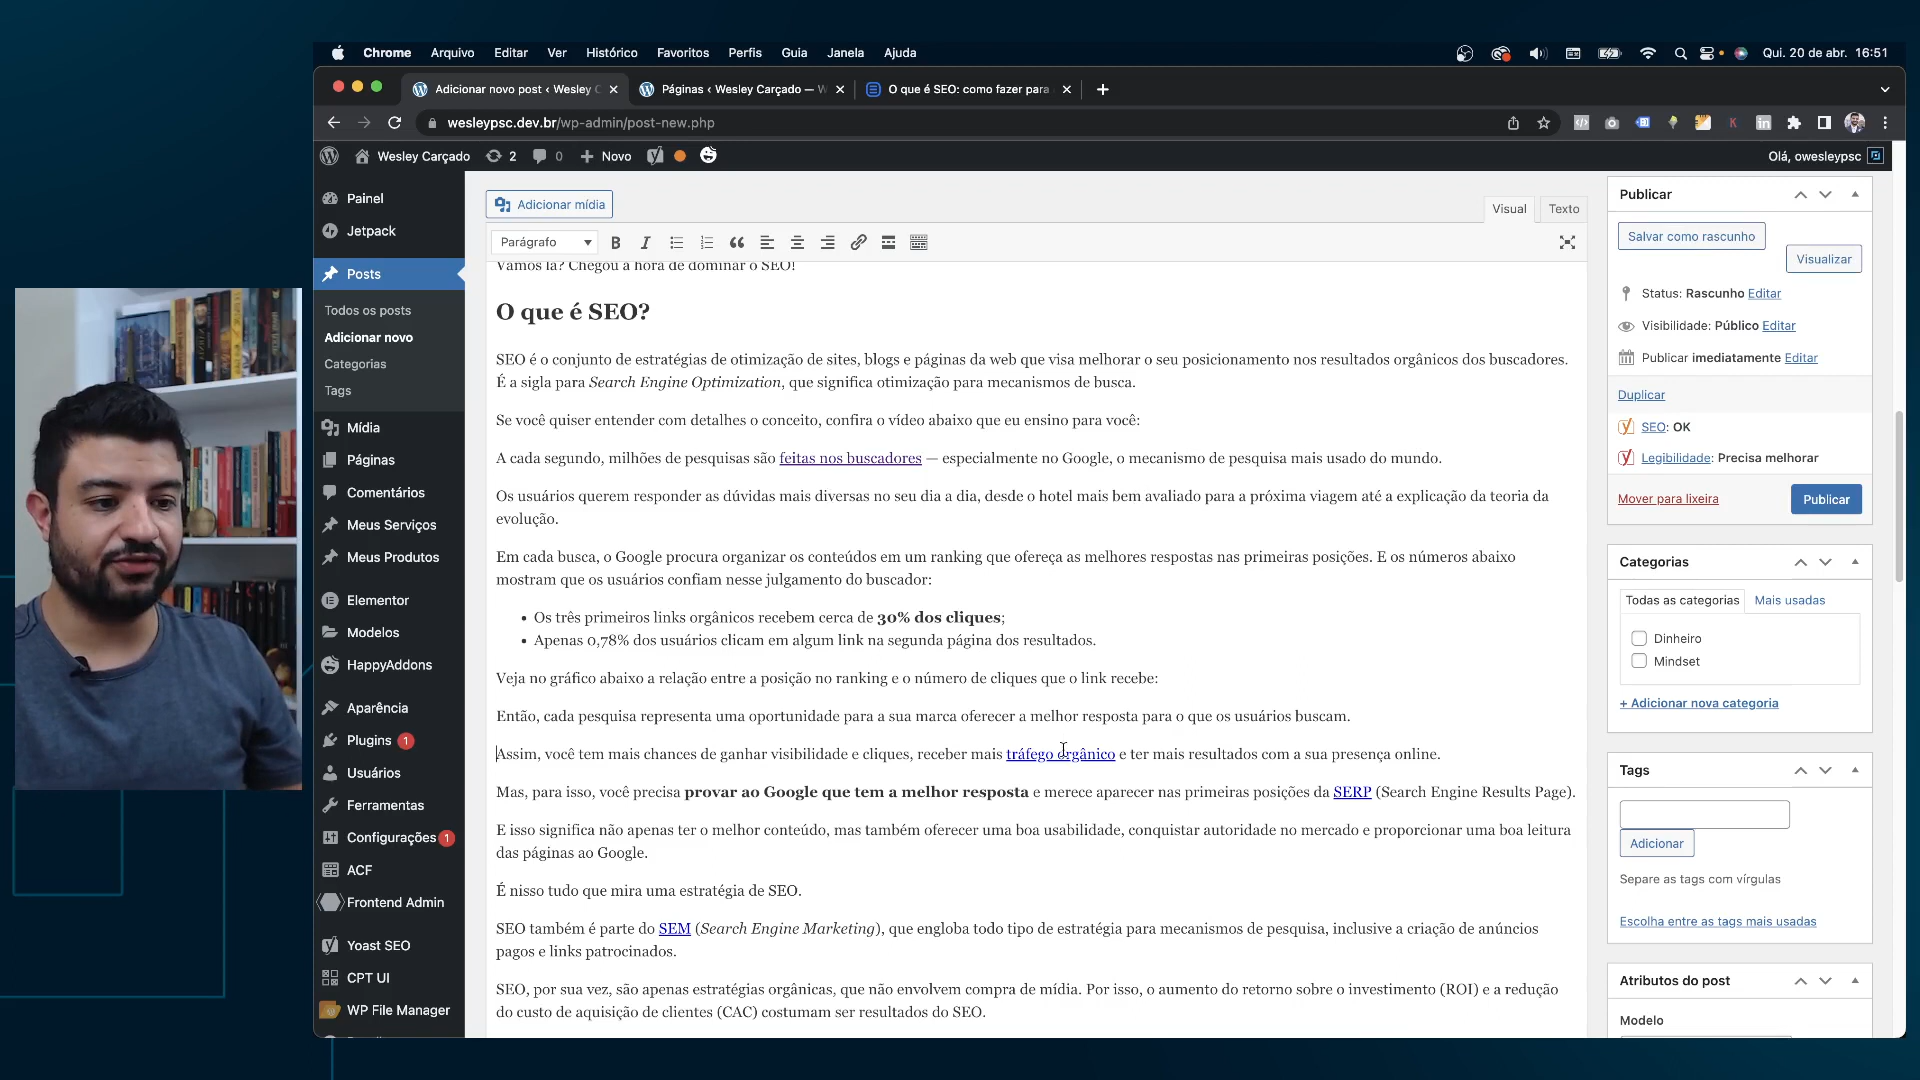 Chrome Arquivo Editar Ver Histórico Favoritos Perfis Guia Janela Ajuda Qui. 20 de abr. 16:51
Adicionar novo post ‹ Wesley C Páginas ‹ Wesley Carçado — W O que é SEO: como fazer para
wesleypsc.dev.br/wp-admin/post-new.php
Wesley Carçado 2 0 Novo Olá, owesleypsc
Painel
Jetpack
Posts
Todos os posts
Adicionar novo
Categorias
Tags
Mídia
Páginas
Comentários
Meus Serviços
Meus Produtos
Elementor
Modelos
HappyAddons
Aparência
Plugins 1
Usuários
Ferramentas
Configurações 1
ACF
Frontend Admin
Yoast SEO
CPT UI
WP File Manager
Adicionar mídia
Visual Texto
Parágrafo
Vamos lá? Chegou a hora de dominar o SEO!
O que é SEO?
SEO é o conjunto de estratégias de otimização de sites, blogs e páginas da web que visa melhorar o seu posicionamento nos resultados orgânicos dos buscadores.
É a sigla para Search Engine Optimization, que significa otimização para mecanismos de busca.
Se você quiser entender com detalhes o conceito, confira o vídeo abaixo que eu ensino para você:
A cada segundo, milhões de pesquisas são feitas nos buscadores — especialmente no Google, o mecanismo de pesquisa mais usado do mundo.
Os usuários querem responder as dúvidas mais diversas no seu dia a dia, desde o hotel mais bem avaliado para a próxima viagem até a explicação da teoria da
evolução.
Em cada busca, o Google procura organizar os conteúdos em um ranking que ofereça as melhores respostas nas primeiras posições. E os números abaixo
mostram que os usuários confiam nesse julgamento do buscador:
• Os três primeiros links orgânicos recebem cerca de 30% dos cliques;
• Apenas 0,78% dos usuários clicam em algum link na segunda página dos resultados.
Veja no gráfico abaixo a relação entre a posição no ranking e o número de cliques que o link recebe:
Então, cada pesquisa representa uma oportunidade para a sua marca oferecer a melhor resposta para o que os usuários buscam.
Assim, você tem mais chances de ganhar visibilidade e cliques, receber mais tráfego orgânico e ter mais resultados com a sua presença online.
Mas, para isso, você precisa provar ao Google que tem a melhor resposta e merece aparecer nas primeiras posições da SERP (Search Engine Results Page).
E isso significa não apenas ter o melhor conteúdo, mas também oferecer uma boa usabilidade, conquistar autoridade no mercado e proporcionar uma boa leitura
das páginas ao Google.
É nisso tudo que mira uma estratégia de SEO.
SEO também é parte do SEM (Search Engine Marketing), que engloba todo tipo de estratégia para mecanismos de pesquisa, inclusive a criação de anúncios
pagos e links patrocinados.
SEO, por sua vez, são apenas estratégias orgânicas, que não envolvem compra de mídia. Por isso, o aumento do retorno sobre o investimento (ROI) e a redução
do custo de aquisição de clientes (CAC) costumam ser resultados do SEO.
Publicar
Salvar como rascunho
Visualizar
Status: Rascunho Editar
Visibilidade: Público Editar
Publicar imediatamente Editar
Duplicar
SEO: OK
Legibilidade: Precisa melhorar
Mover para lixeira Publicar
Categorias
Todas as categorias Mais usadas
Dinheiro
Mindset
+ Adicionar nova categoria
Tags
Adicionar
Separe as tags com vírgulas
Escolha entre as tags mais usadas
Atributos do post
Modelo